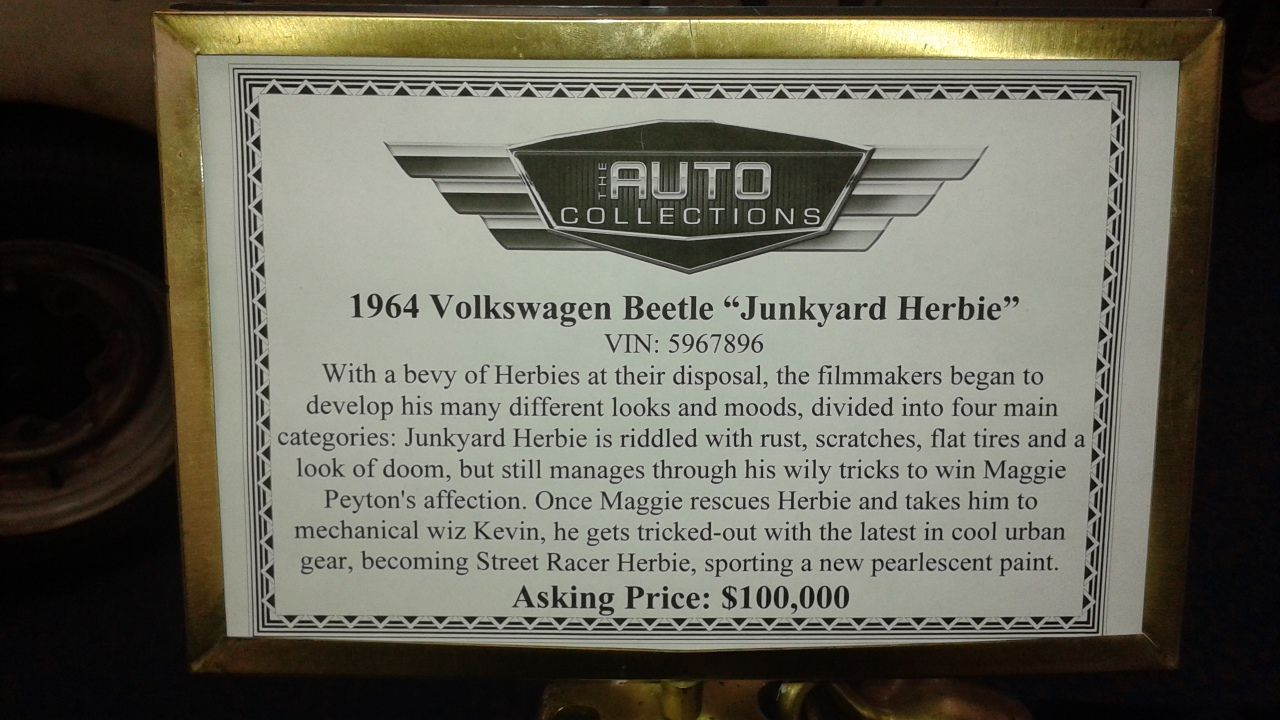 THE AUTO
COLLECTIONS
1964 Volkswagen Beetle “Junkyard Herbie”
VIN: 5967896
With a bevy of Herbies at their disposal, the filmmakers began to
develop his many different looks and moods, divided into four main
categories: Junkyard Herbie is riddled with rust, scratches, flat tires and a
look of doom, but still manages through his wily tricks to win Maggie
Peyton's affection. Once Maggie rescues Herbie and takes him to
mechanical wiz Kevin, he gets tricked-out with the latest in cool urban
gear, becoming Street Racer Herbie, sporting a new pearlescent paint.
Asking Price: $100,000